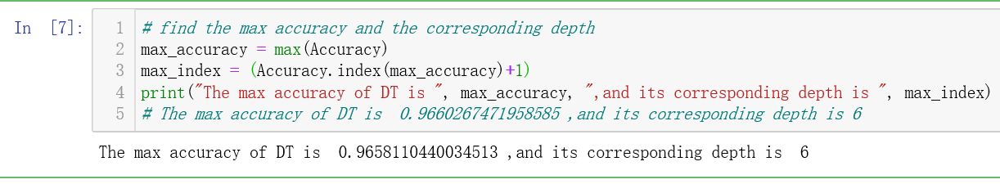 In [7]:
1 # find the max accuracy and the corresponding depth
2 max_accuracy = max(Accuracy)
3 max_index = (Accuracy.index(max_accuracy)+1)
4 print("The max accuracy of DT is ", max_accuracy, ",and its corresponding depth is ", max_index)
5 # The max accuracy of DT is  0.9660267471958585 ,and its corresponding depth is 6
The max accuracy of DT is  0.9658110440034513 ,and its corresponding depth is  6